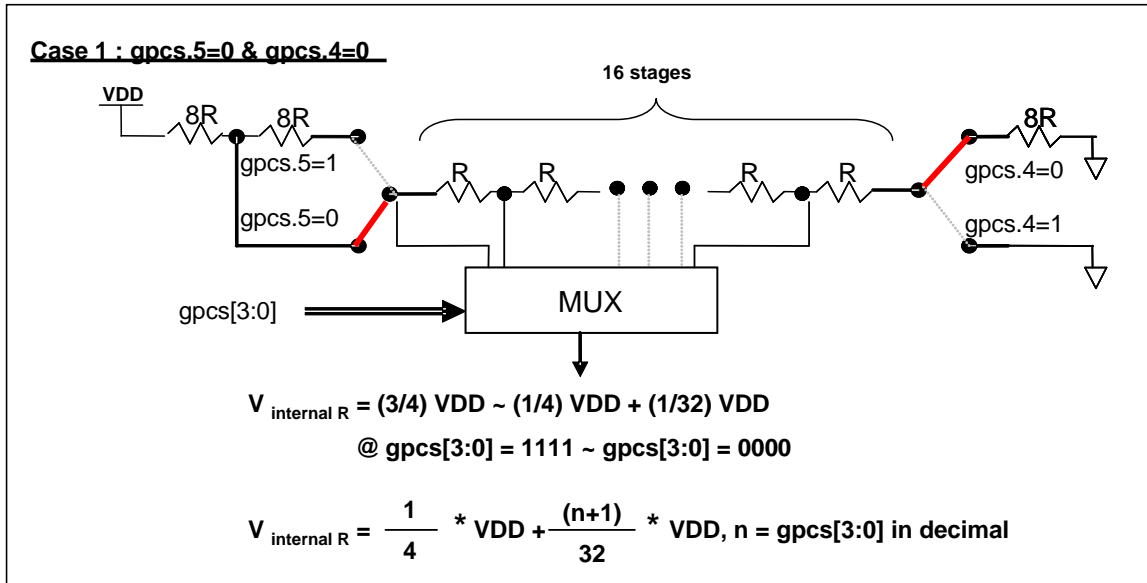 Case 1 : gpcs.5=0 & gpcs.4=0
16 stages
VDD
8R
8R
8R
gpcs.5=1
gpcs.4=0
R
R
R
R
gpcs.5=0
gpcs.4=1
MUX
gpcs[3:0]
V internal R = (3/4) VDD ~ (1/4) VDD + (1/32) VDD
@ gpcs[3:0] = 1111 ~ gpcs[3:0] = 0000
V internal R = 1/4 * VDD + (n+1)/32 * VDD, n = gpcs[3:0] in decimal